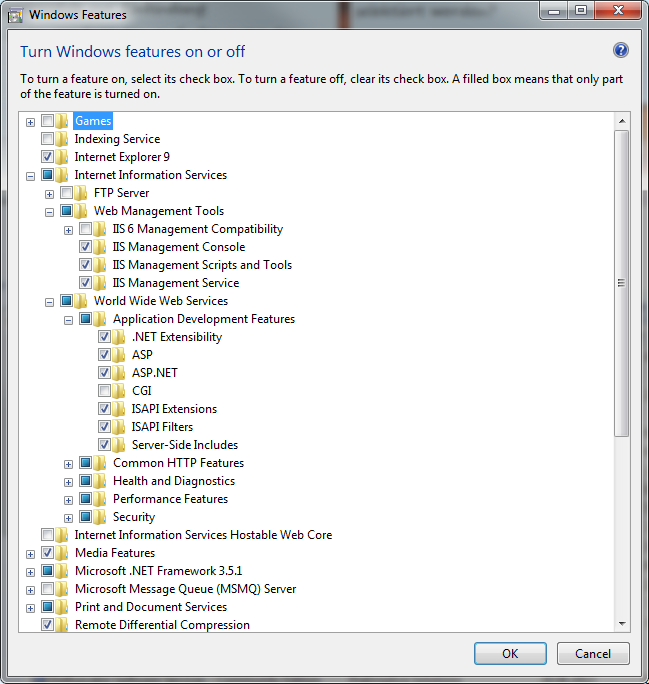 Windows Features
Turn Windows features on or off
To turn a feature on, select its check box. To turn a feature off, clear its check box. A filled box means that only part
of the feature is turned on.
Games
Indexing Service
Internet Explorer 9
Internet Information Services
FTP Server
Web Management Tools
IIS 6 Management Compatibility
IIS Management Console
IIS Management Scripts and Tools
IIS Management Service
World Wide Web Services
Application Development Features
.NET Extensibility
ASP
ASP.NET
CGI
ISAPI Extensions
ISAPI Filters
Server-Side Includes
Common HTTP Features
Health and Diagnostics
Performance Features
Security
Internet Information Services Hostable Web Core
Media Features
Microsoft .NET Framework 3.5.1
Microsoft Message Queue (MSMQ) Server
Print and Document Services
Remote Differential Compression
OK Cancel